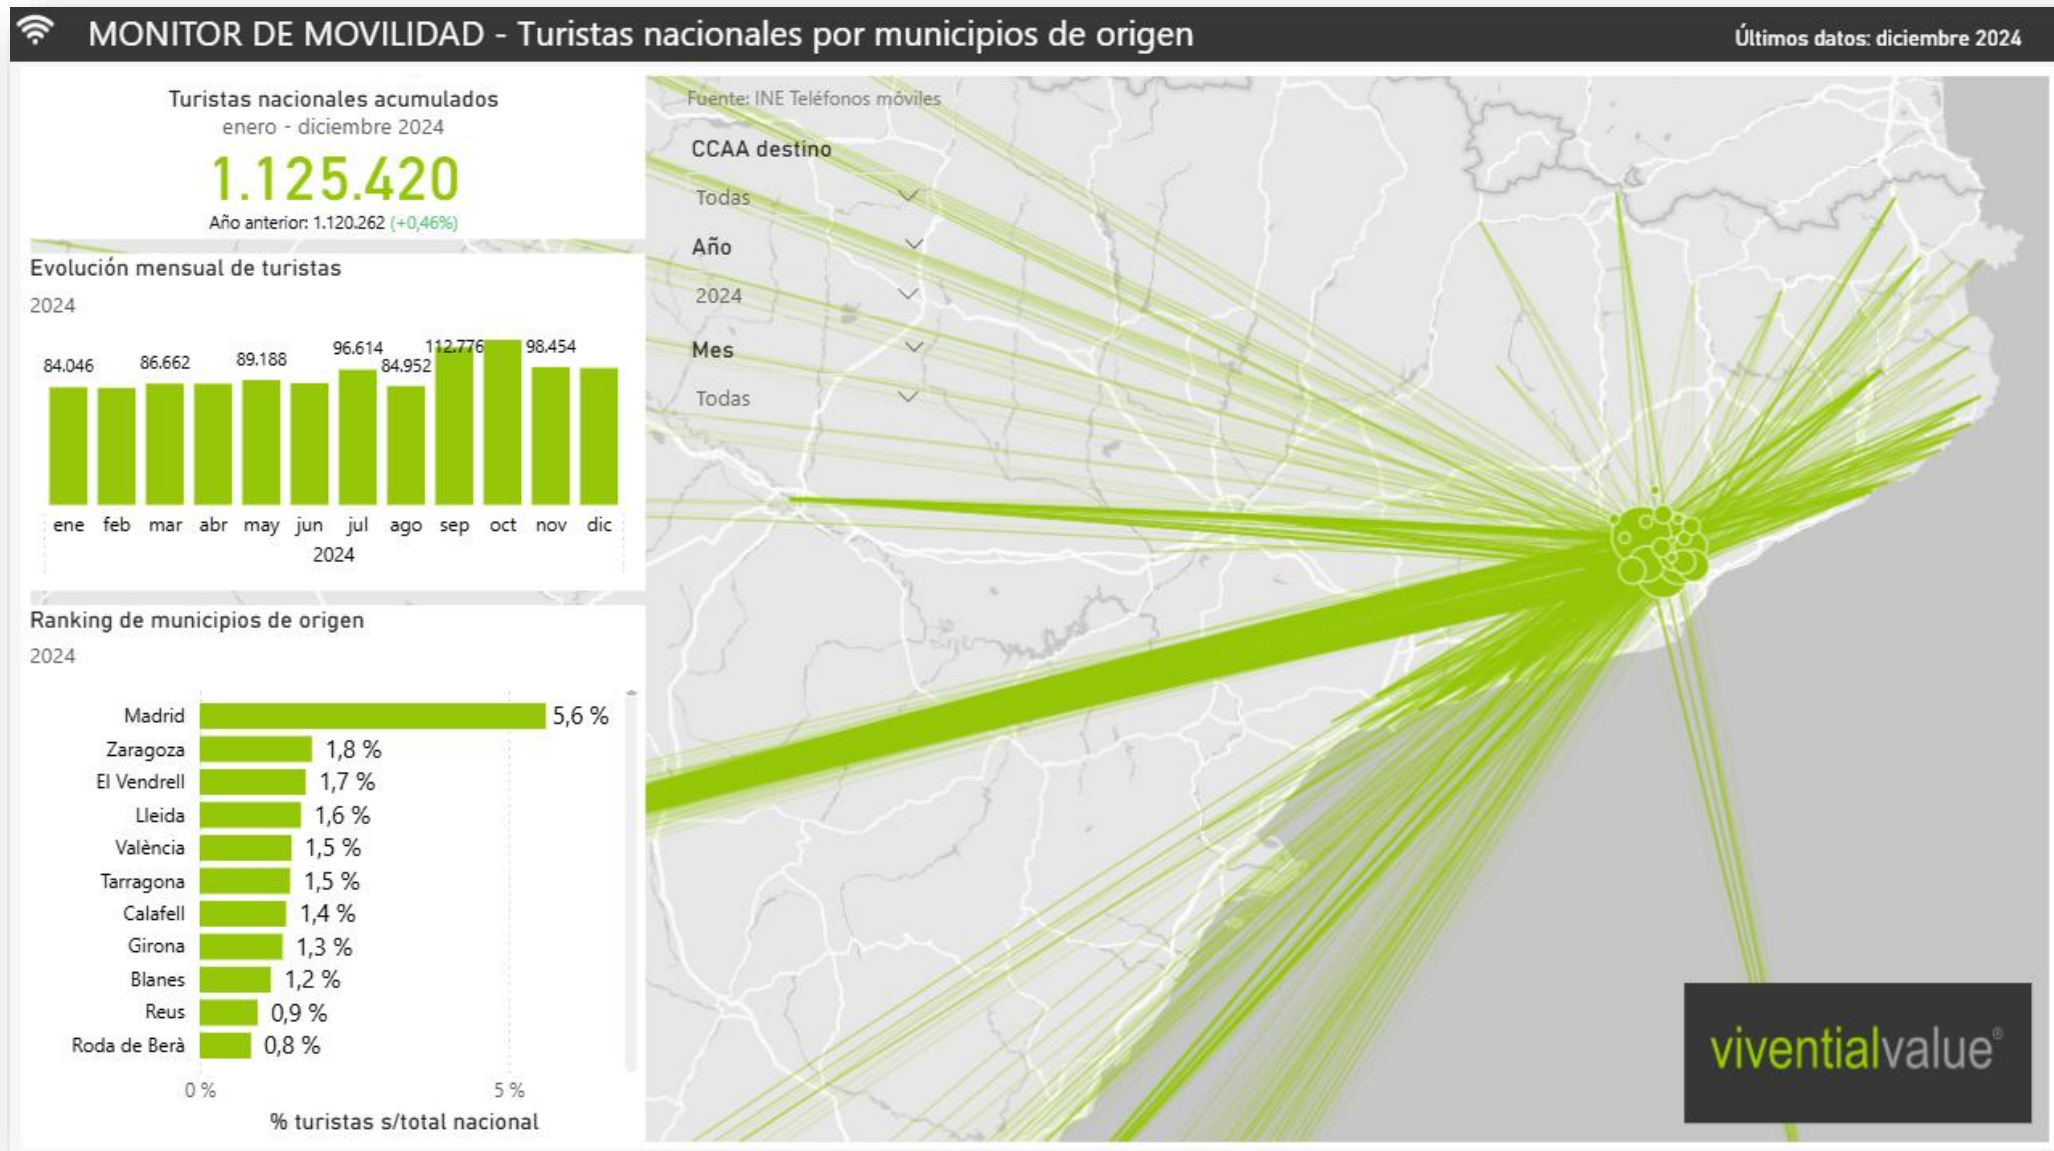 MONITOR DE MOVILIDAD - Turistas nacionales por municipios de origen
Últimos datos: diciembre 2024
Turistas nacionales acumulados
enero - diciembre 2024
1.125.420
Año anterior: 1.120.262 (+0,46%)
Evolución mensual de turistas
2024
84.046 86.662 89.188 96.614 84.952 112.776 98.454
ene feb mar abr may jun jul ago sep oct nov dic
2024
Ranking de municipios de origen
2024
Madrid 5,6 %
Zaragoza 1,8 %
El Vendrell 1,7 %
Lleida 1,6 %
València 1,5 %
Tarragona 1,5 %
Calafell 1,4 %
Girona 1,3 %
Blanes 1,2 %
Reus 0,9 %
Roda de Berà 0,8 %
0 % 5 %
% turistas s/total nacional
Fuente: INE Teléfonos móviles
CCAA destino
Todas
Año
2024
Mes
Todas
viventialvalue®